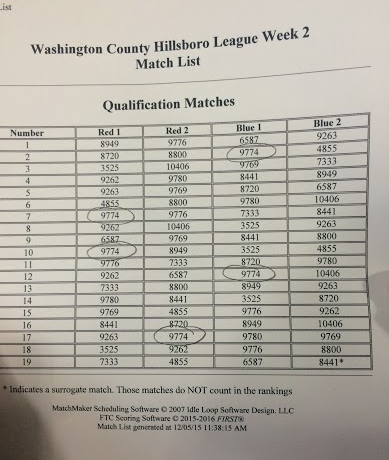 List
Washington County Hillsboro League Week 2
Match List
Qualification Matches
Number Red 1 Red 2 Blue 1 Blue 2
1 8949 9776 6587 9263
2 8720 8800 9774 4855
3 3525 10406 9769 7333
4 9262 9780 8441 8949
5 9263 9769 8720 6587
6 4855 8800 9780 10406
7 9774 9776 7333 8441
8 9262 10406 3525 9263
9 6587 9769 8441 8800
10 9774 8949 3525 4855
11 9776 7333 8720 9780
12 9262 6587 9774 10406
13 7333 8800 8949 9263
14 9780 8441 3525 8720
15 9769 4855 9776 9262
16 8441 8720 8949 10406
17 9263 9774 9780 9769
18 3525 9262 9776 8800
19 7333 4855 6587 8441*
* Indicates a surrogate match. Those matches do NOT count in the rankings
MatchMaker Scheduling Software © 2007 Idle Loop Software Design, LLC
FTC Scoring Software © 2015-2016 FIRST®
Match List generated at 12/05/15 11:38:15 AM